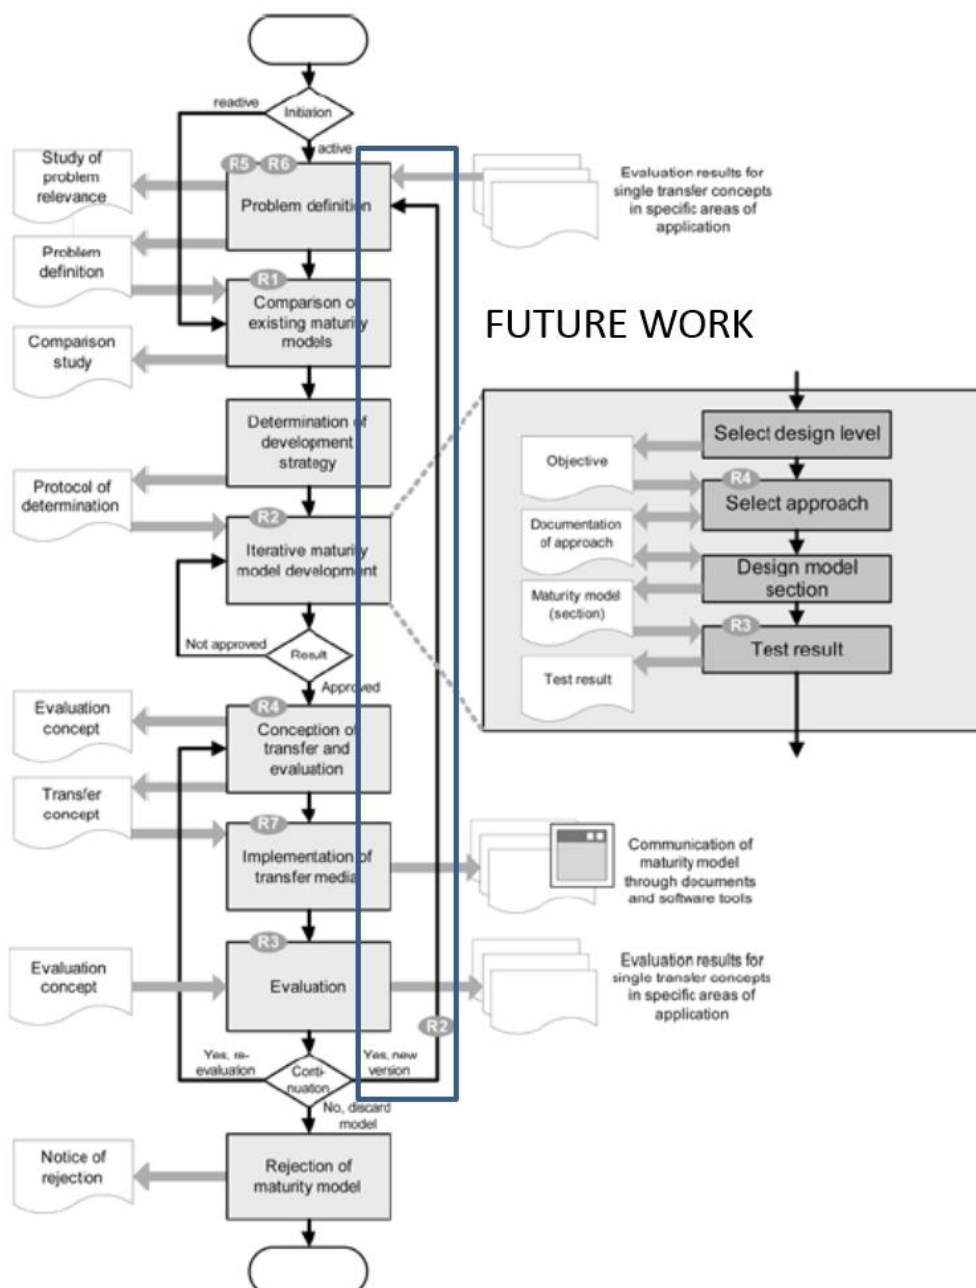 readive
Initiation
active
R5
R6
Study of
problem
relevance
Problem definition
Evaluation results for
single transfer concepts
in specific areas of
application
Problem
definition
R1
Comparison of
existing maturity
models
Comparison
study
FUTURE WORK
Determination of
development
strategy
Protocol of
determination
R2
Iterative maturity
model development
Select design level
Objective
R4
Select approach
Documentation
of approach
Design model
section
Maturity model
(section)
R3
Test result
Test result
Not approved
Result
Approved
Evaluation
concept
R4
Conception of
transfer and
evaluation
Transfer
concept
R7
Implementation of
transfer media
Communication of
maturity model
through documents
and software tools
Evaluation
concept
R3
Evaluation
Evaluation results for
single transfer concepts
in specific areas of
application
R2
Yes, re-
evaluation
Conti-
nuation
Yes, new
version
No, discard
model
Notice of
rejection
Rejection of
maturity model